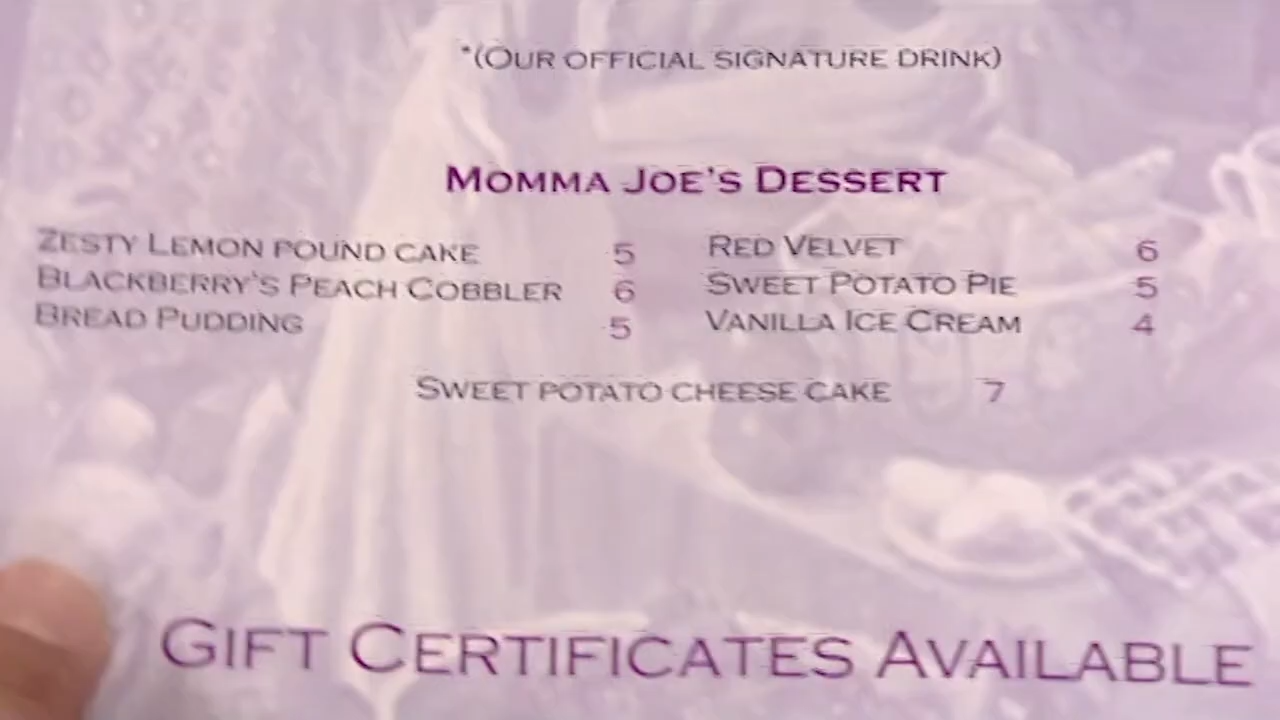 *(Our official signature drink)
Momma Joe's Dessert
Zesty Lemon pound cake 5 Red Velvet 6
Blackberry's Peach Cobbler 6 Sweet Potato Pie 5
Bread Pudding 5 Vanilla Ice Cream 4
Sweet potato cheese cake 7
Gift Certificates Available